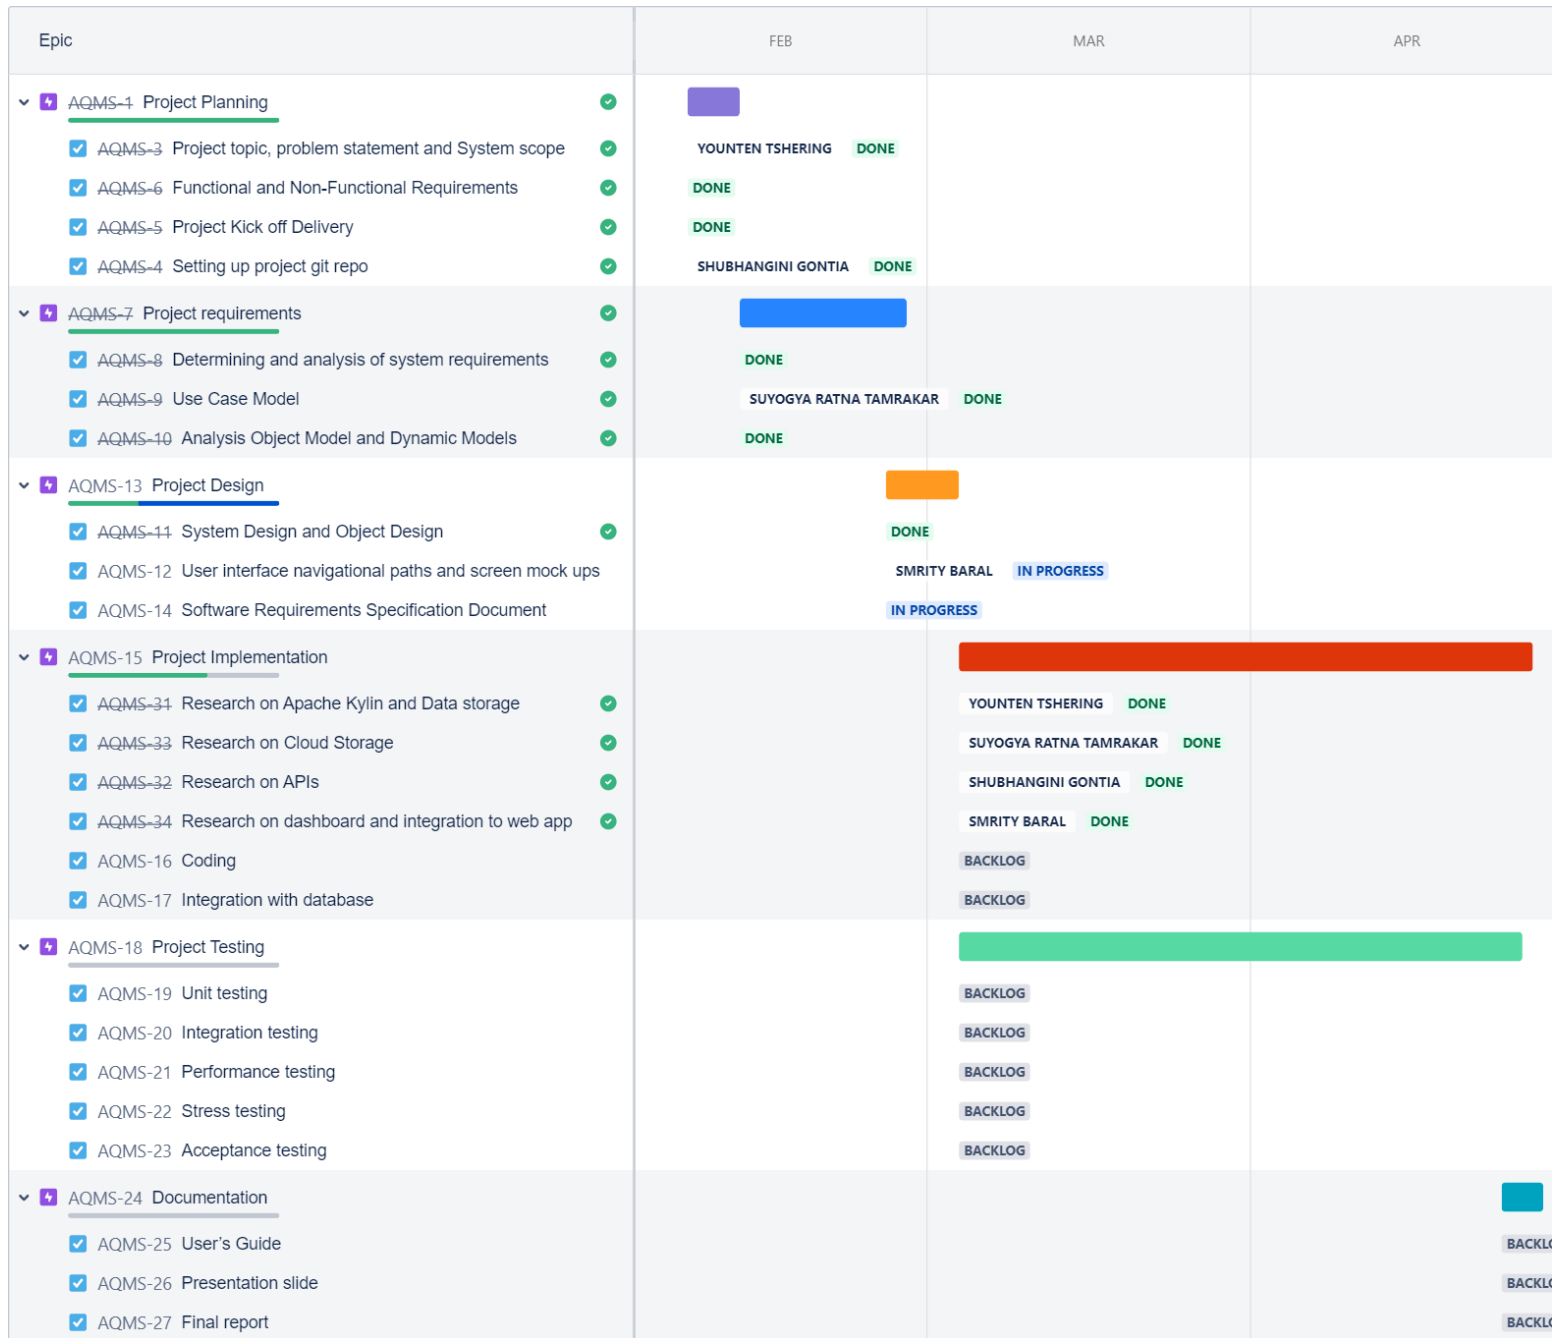 Epic FEB MAR APR
AQMS-1 Project Planning
AQMS-3 Project topic, problem statement and System scope YOUNTEN TSHERING DONE
AQMS-6 Functional and Non-Functional Requirements DONE
AQMS-5 Project Kick off Delivery DONE
AQMS-4 Setting up project git repo SHUBHANGINI GONTIA DONE
AQMS-7 Project requirements
AQMS-8 Determining and analysis of system requirements DONE
AQMS-9 Use Case Model SUYOGYA RATNA TAMRAKAR DONE
AQMS-10 Analysis Object Model and Dynamic Models DONE
AQMS-13 Project Design
AQMS-11 System Design and Object Design DONE
AQMS-12 User interface navigational paths and screen mock ups SMRITY BARAL IN PROGRESS
AQMS-14 Software Requirements Specification Document IN PROGRESS
AQMS-15 Project Implementation
AQMS-31 Research on Apache Kylin and Data storage YOUNTEN TSHERING DONE
AQMS-33 Research on Cloud Storage SUYOGYA RATNA TAMRAKAR DONE
AQMS-32 Research on APIs SHUBHANGINI GONTIA DONE
AQMS-34 Research on dashboard and integration to web app SMRITY BARAL DONE
AQMS-16 Coding BACKLOG
AQMS-17 Integration with database BACKLOG
AQMS-18 Project Testing
AQMS-19 Unit testing BACKLOG
AQMS-20 Integration testing BACKLOG
AQMS-21 Performance testing BACKLOG
AQMS-22 Stress testing BACKLOG
AQMS-23 Acceptance testing BACKLOG
AQMS-24 Documentation
AQMS-25 User's Guide BACKLO
AQMS-26 Presentation slide BACKLO
AQMS-27 Final report BACKLO